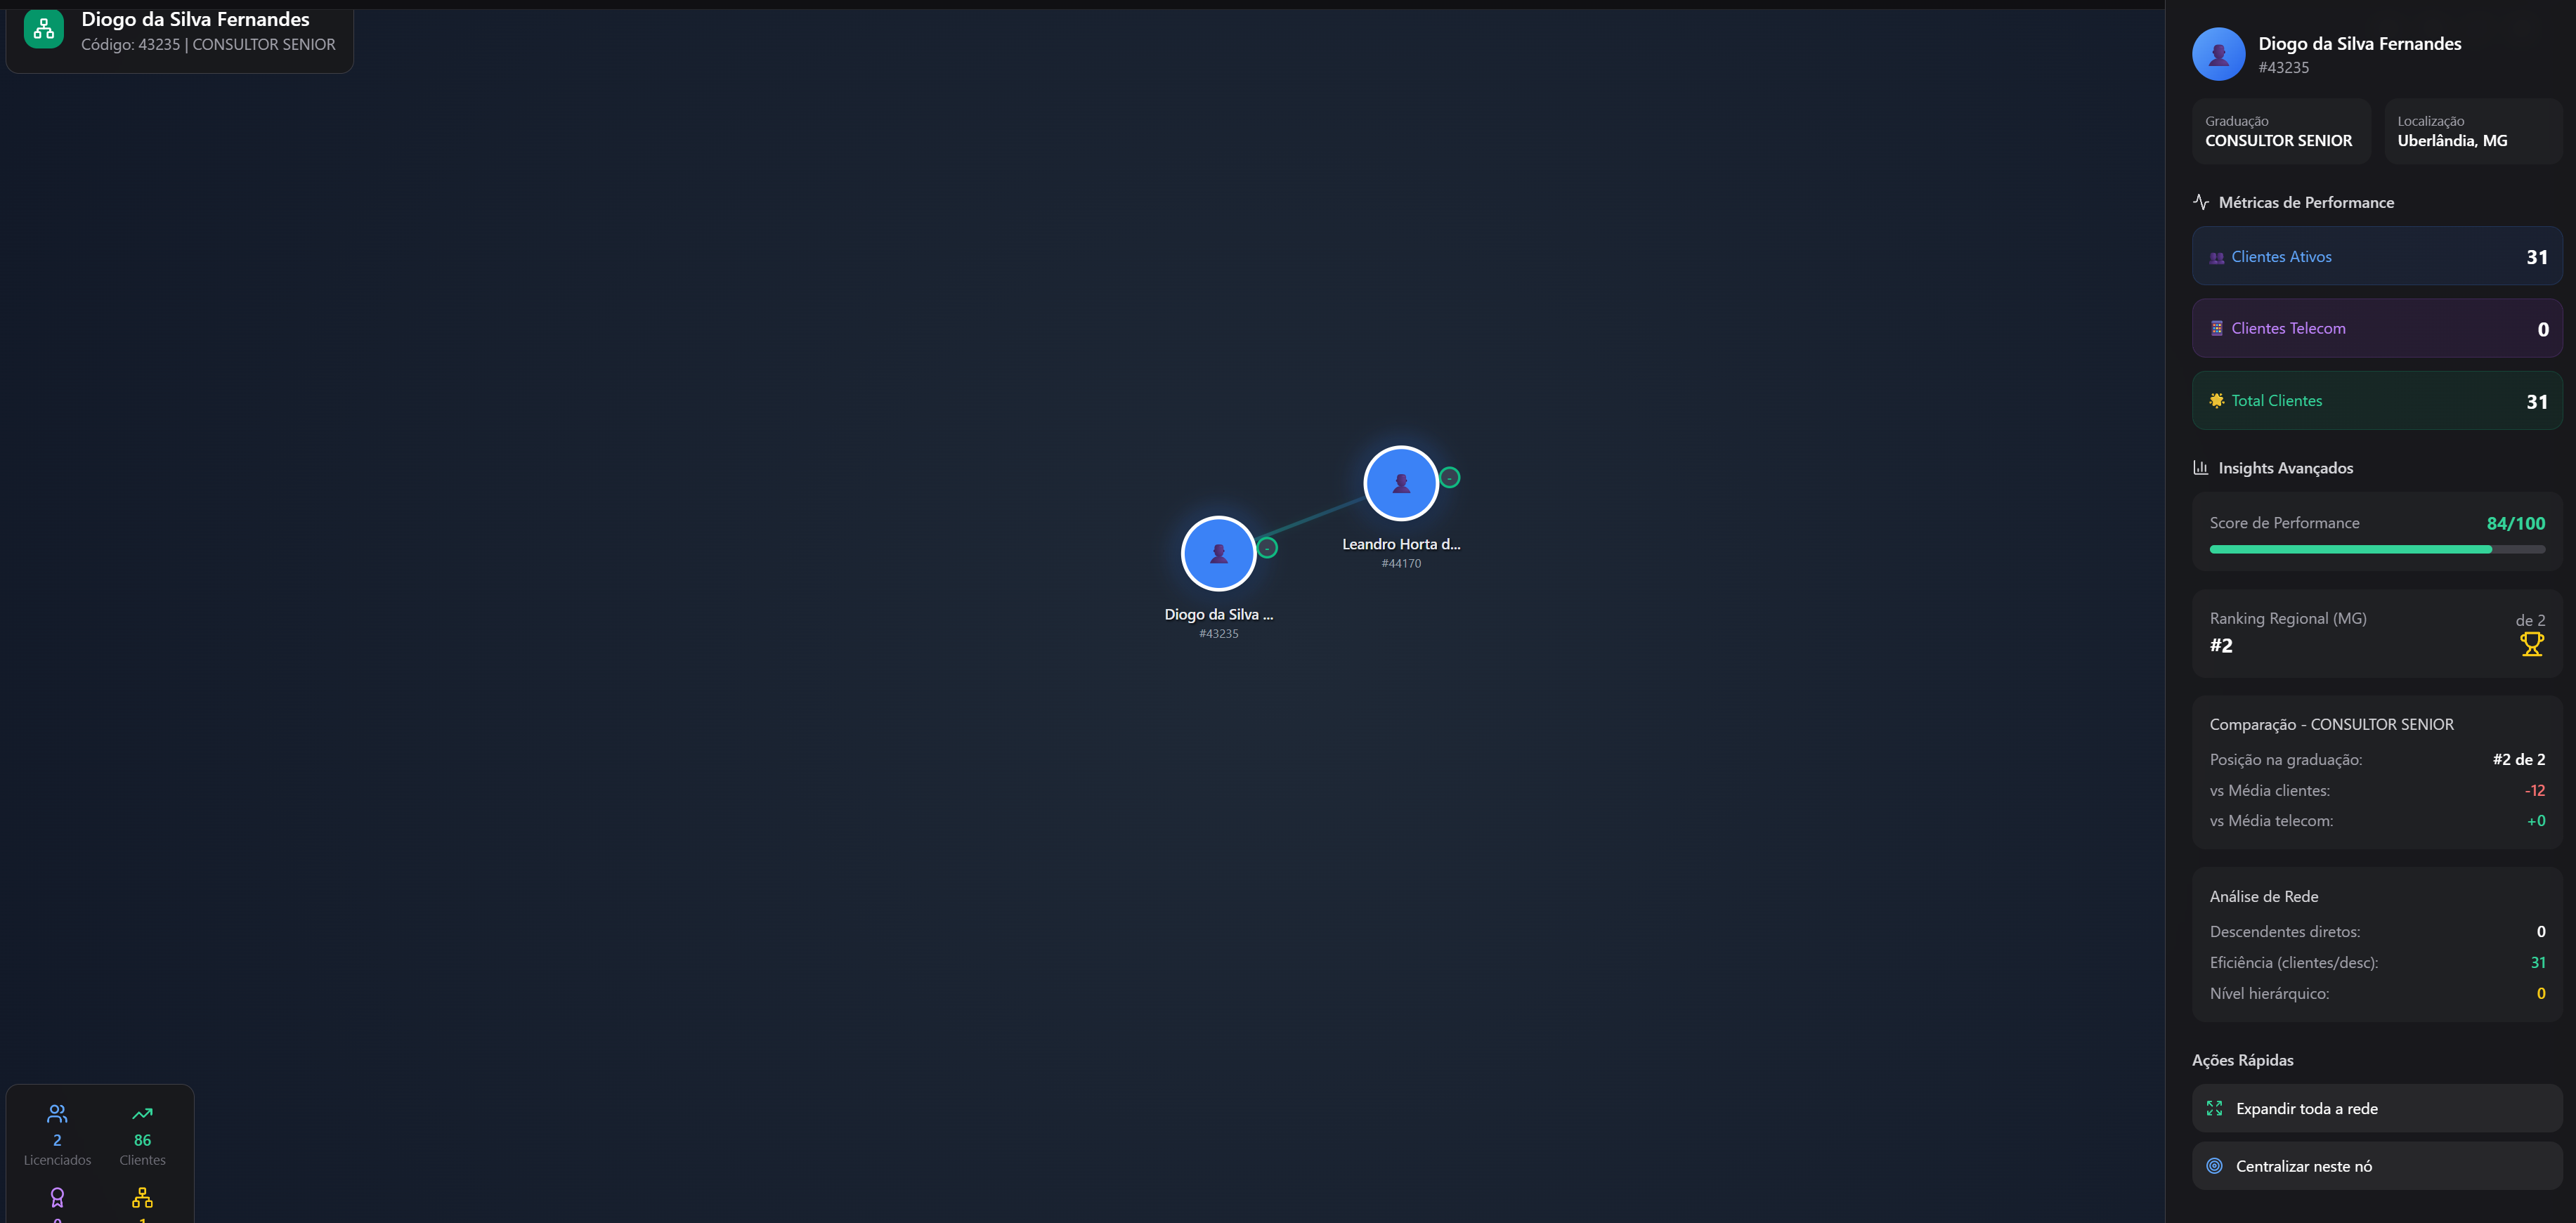 Diogo da Silva Fernandes
Código: 43235 | CONSULTOR SENIOR
Leandro Horta d...
#44170
Diogo da Silva ...
#43235
2
Licenciados
86
Clientes
Diogo da Silva Fernandes
#43235
Graduação
CONSULTOR SENIOR
Localização
Uberlândia, MG
Métricas de Performance
Clientes Ativos 31
Clientes Telecom 0
Total Clientes 31
Insights Avançados
Score de Performance 84/100
Ranking Regional (MG) de 2
#2
Comparação - CONSULTOR SENIOR
Posição na graduação: #2 de 2
vs Média clientes: -12
vs Média telecom: +0
Análise de Rede
Descendentes diretos: 0
Eficiência (clientes/desc): 31
Nível hierárquico: 0
Ações Rápidas
Expandir toda a rede
Centralizar neste nó